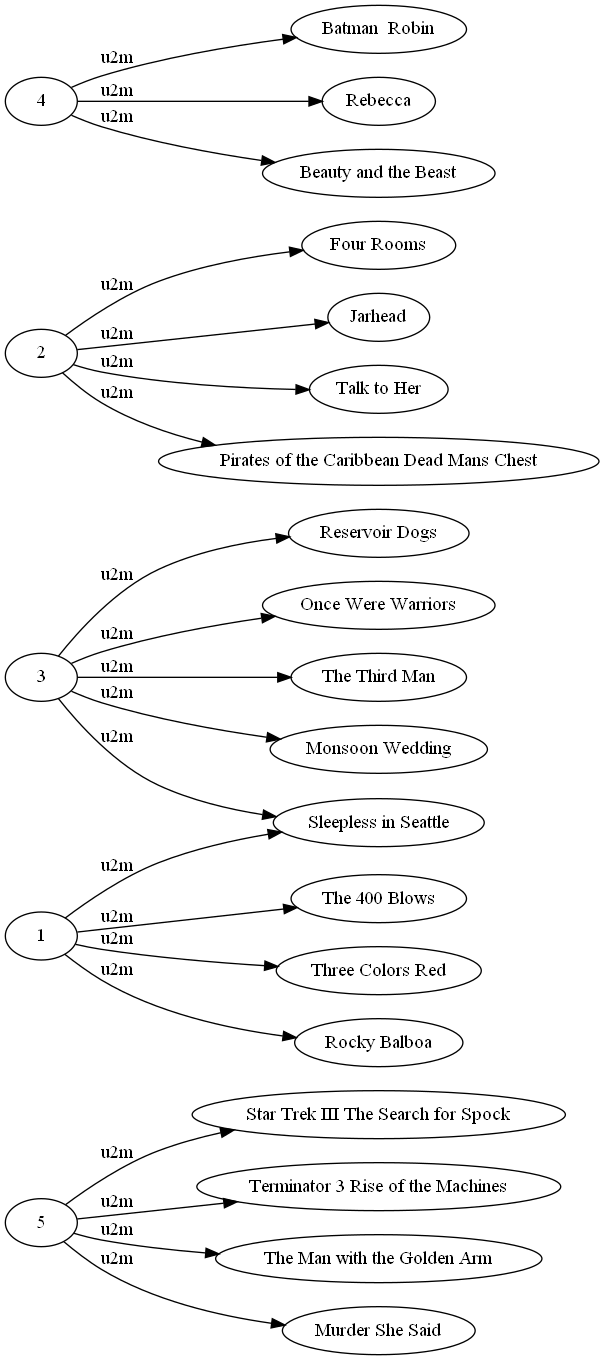 Batman  Robin
u2m
4
u2m
Rebecca
u2m
Beauty and the Beast
Four Rooms
u2m
Jarhead
u2m
2
u2m
Talk to Her
u2m
Pirates of the Caribbean Dead Mans Chest
Reservoir Dogs
u2m
Once Were Warriors
u2m
3
u2m
The Third Man
u2m
Monsoon Wedding
u2m
Sleepless in Seattle
u2m
The 400 Blows
u2m
1
u2m
Three Colors Red
u2m
Rocky Balboa
Star Trek III The Search for Spock
u2m
Terminator 3 Rise of the Machines
u2m
5
u2m
The Man with the Golden Arm
u2m
Murder She Said